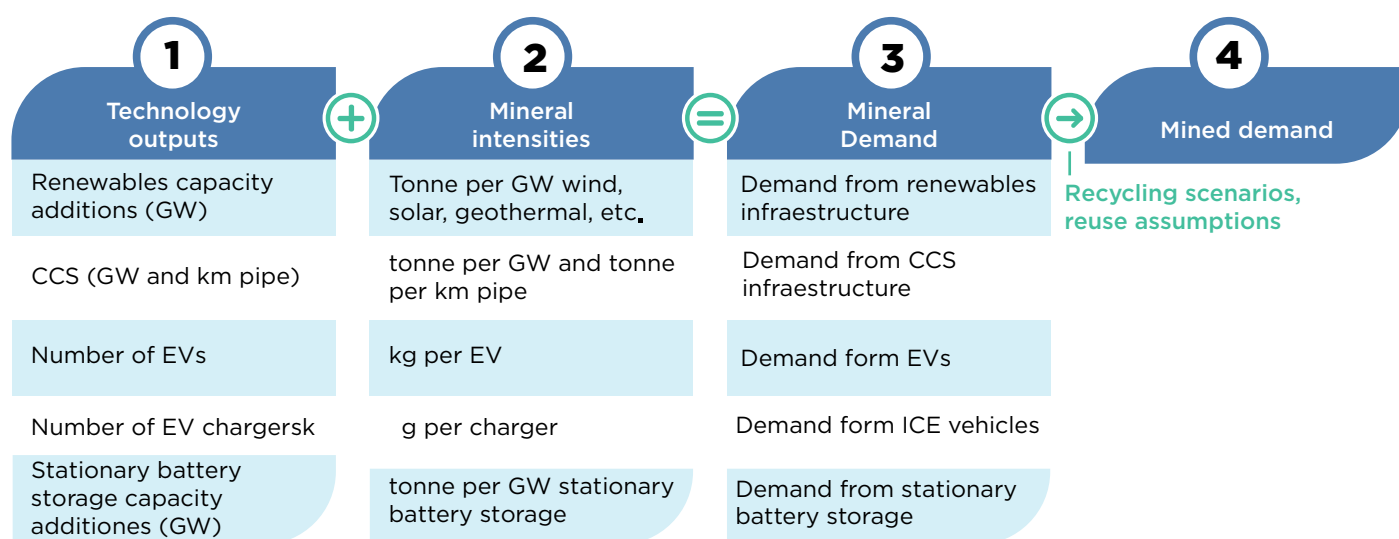 1
Technology
outputs
Renewables capacity
additions (GW)
CCS (GW and km pipe)
Number of EVs
Number of EV chargersk
Stationary battery
storage capacity
additiones (GW)
+
2
Mineral
intensities
Tonne per GW wind,
solar, geothermal, etc.
tonne per GW and tonne
per km pipe
kg per EV
g per charger
tonne per GW stationary
battery storage
=
3
Mineral
Demand
Demand from renewables
infraestructure
Demand from CCS
infraestructure
Demand form EVs
Demand form ICE vehicles
Demand from stationary
battery storage
→
4
Mined demand
Recycling scenarios,
reuse assumptions